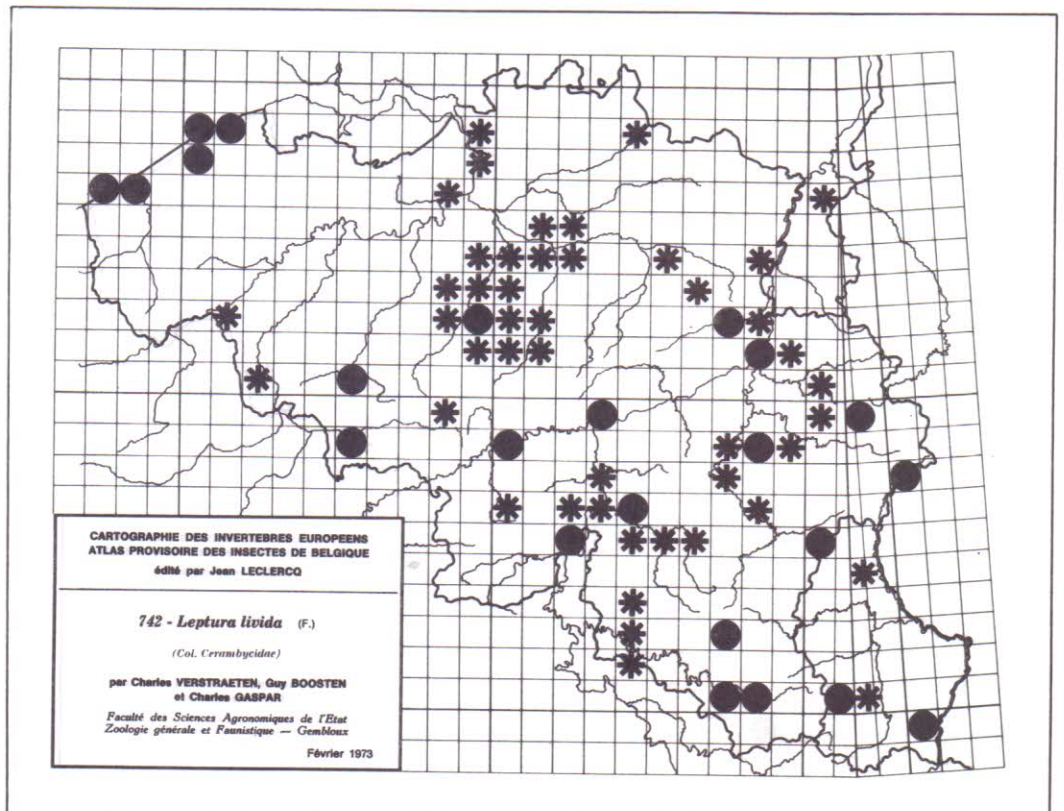 CARTOGRAPHIE DES INVERTEBRES EUROPEENS
ATLAS PROVISOIRE DES INSECTES DE BELGIQUE
édité par Jean LECLERCQ
742 - Leptura livida (F.)
(Col. Cerambycidae)
par Charles VERSTRAETEN, Guy BOOSTEN
et Charles GASPAR
Faculté des Sciences Agronomiques de l'Etat
Zoologie générale et Faunistique — Gembloux
Février 1973